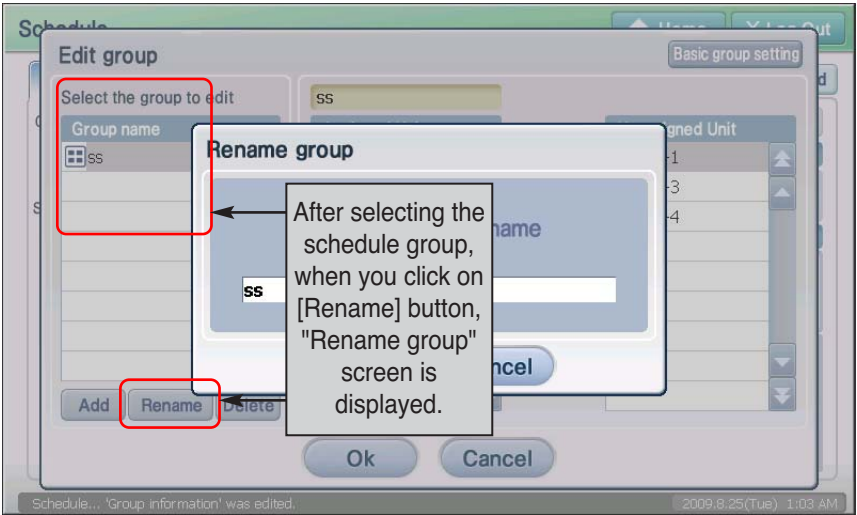 Schedule
Home
X Log Out
Edit group
Basic group setting
Select the group to edit
ss
Group name
gned Unit
ss
-1
-3
-4
Rename group
name
ss
After selecting the
schedule group,
when you click on
[Rename] button,
"Rename group"
screen is
displayed.
ncel
Add
Rename
Delete
Ok
Cancel
Schedule... 'Group information' was edited.
2009.8.25(Tue) 1:03 AM